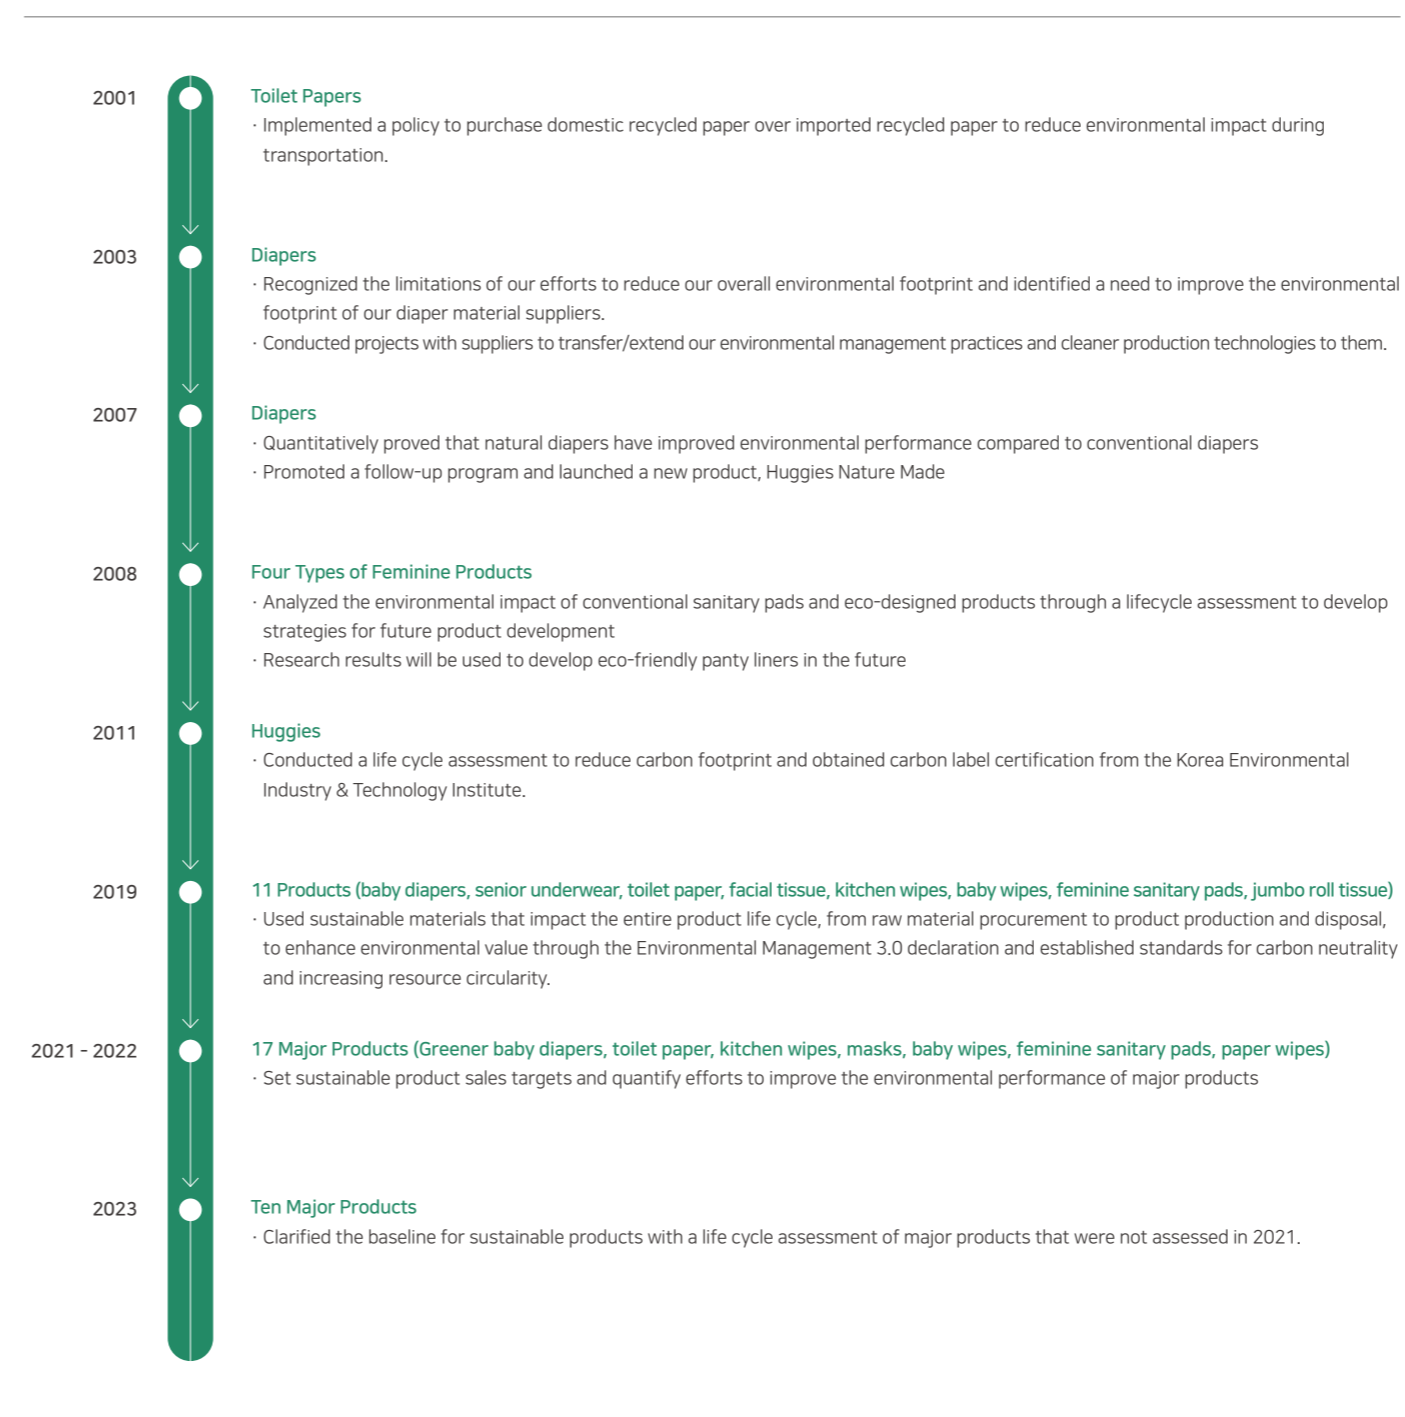 2001
Toilet Papers
· Implemented a policy to purchase domestic recycled paper over imported recycled paper to reduce environmental impact during
transportation.
2003
Diapers
· Recognized the limitations of our efforts to reduce our overall environmental footprint and identified a need to improve the environmental
footprint of our diaper material suppliers.
· Conducted projects with suppliers to transfer/extend our environmental management practices and cleaner production technologies to them.
2007
Diapers
· Quantitatively proved that natural diapers have improved environmental performance compared to conventional diapers
· Promoted a follow-up program and launched a new product, Huggies Nature Made
2008
Four Types of Feminine Products
· Analyzed the environmental impact of conventional sanitary pads and eco-designed products through a lifecycle assessment to develop
strategies for future product development
· Research results will be used to develop eco-friendly panty liners in the future
2011
Huggies
· Conducted a life cycle assessment to reduce carbon footprint and obtained carbon label certification from the Korea Environmental
Industry & Technology Institute.
2019
11 Products (baby diapers, senior underwear, toilet paper, facial tissue, kitchen wipes, baby wipes, feminine sanitary pads, jumbo roll tissue)
· Used sustainable materials that impact the entire product life cycle, from raw material procurement to product production and disposal,
to enhance environmental value through the Environmental Management 3.0 declaration and established standards for carbon neutrality
and increasing resource circularity.
2021 - 2022
17 Major Products (Greener baby diapers, toilet paper, kitchen wipes, masks, baby wipes, feminine sanitary pads, paper wipes)
· Set sustainable product sales targets and quantify efforts to improve the environmental performance of major products
2023
Ten Major Products
· Clarified the baseline for sustainable products with a life cycle assessment of major products that were not assessed in 2021.